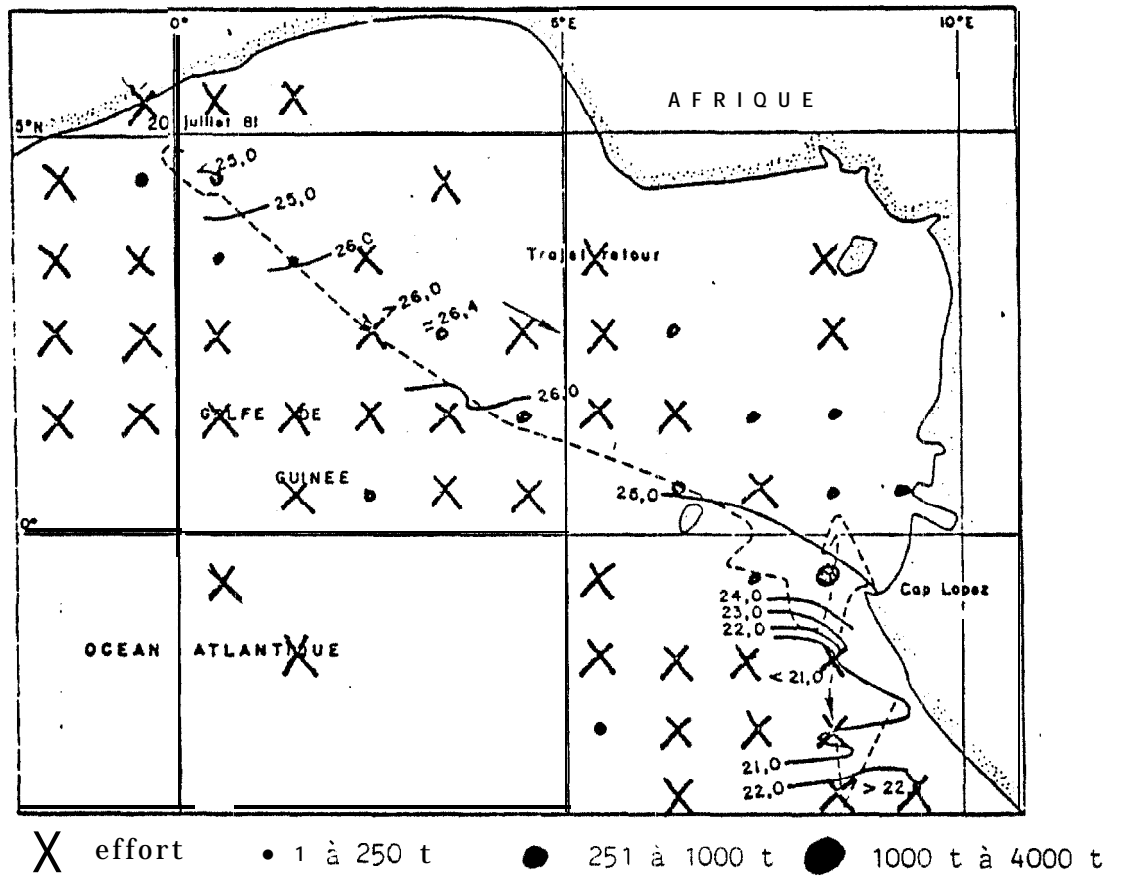 0° 5°E 10°E
AFRIQUE
5°N 20 juillet 81
25,0
25,0
26,0
Trajet retour
> 26,0
≃ 26,4
26,0
GOLFE DE
GUINEE
25,0
0°
Cap Lopez
24,0
23,0
22,0
OCEAN ATLANTIQUE
< 21,0
21,0
22,0 > 22,
X effort • 1 à 250 t 251 à 1000 t 1000 t à 4000 t